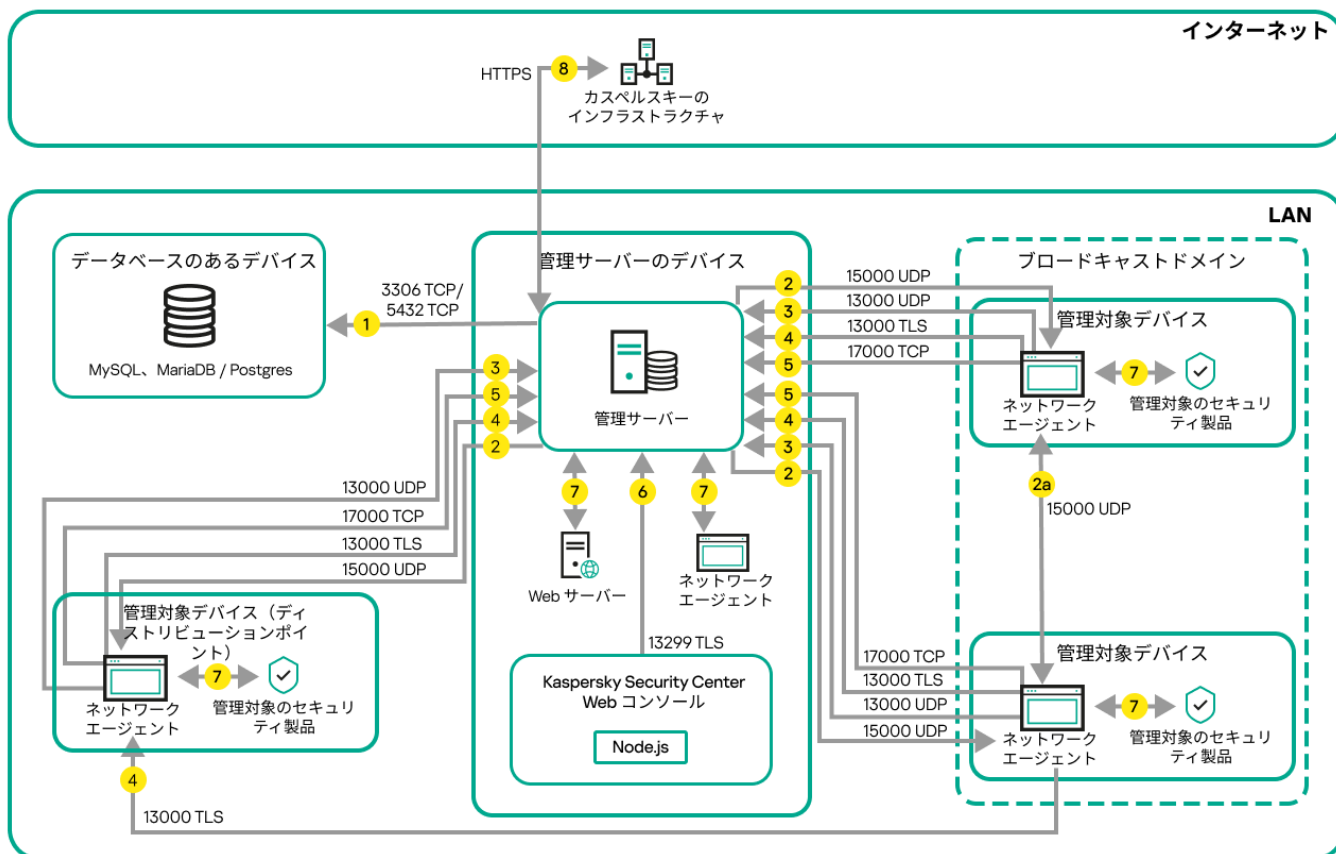 インターネット
HTTPS
8
カスペルスキーの
インフラストラクチャ
LAN
データベースのあるデバイス
MySQL、MariaDB / Postgres
3306 TCP/
5432 TCP
1
管理サーバーのデバイス
管理サーバー
3
5
4
2
13000 UDP
17000 TCP
13000 TLS
15000 UDP
2
15000 UDP
3
13000 UDP
4
13000 TLS
5
17000 TCP
5
4
3
2
ブロードキャストドメイン
管理対象デバイス
7
ネットワーク
エージェント
管理対象のセキュリ
ティ製品
2a
15000 UDP
7
6
7
Web サーバー
ネットワーク
エージェント
13299 TLS
Kaspersky Security Center
Web コンソール
Node.js
管理対象デバイス（ディ
ストリビューションポイ
ント）
7
ネットワーク
エージェント
管理対象のセキュリ
ティ製品
4
13000 TLS
17000 TCP
13000 TLS
13000 UDP
15000 UDP
管理対象デバイス
7
ネットワーク
エージェント
管理対象のセキュリ
ティ製品